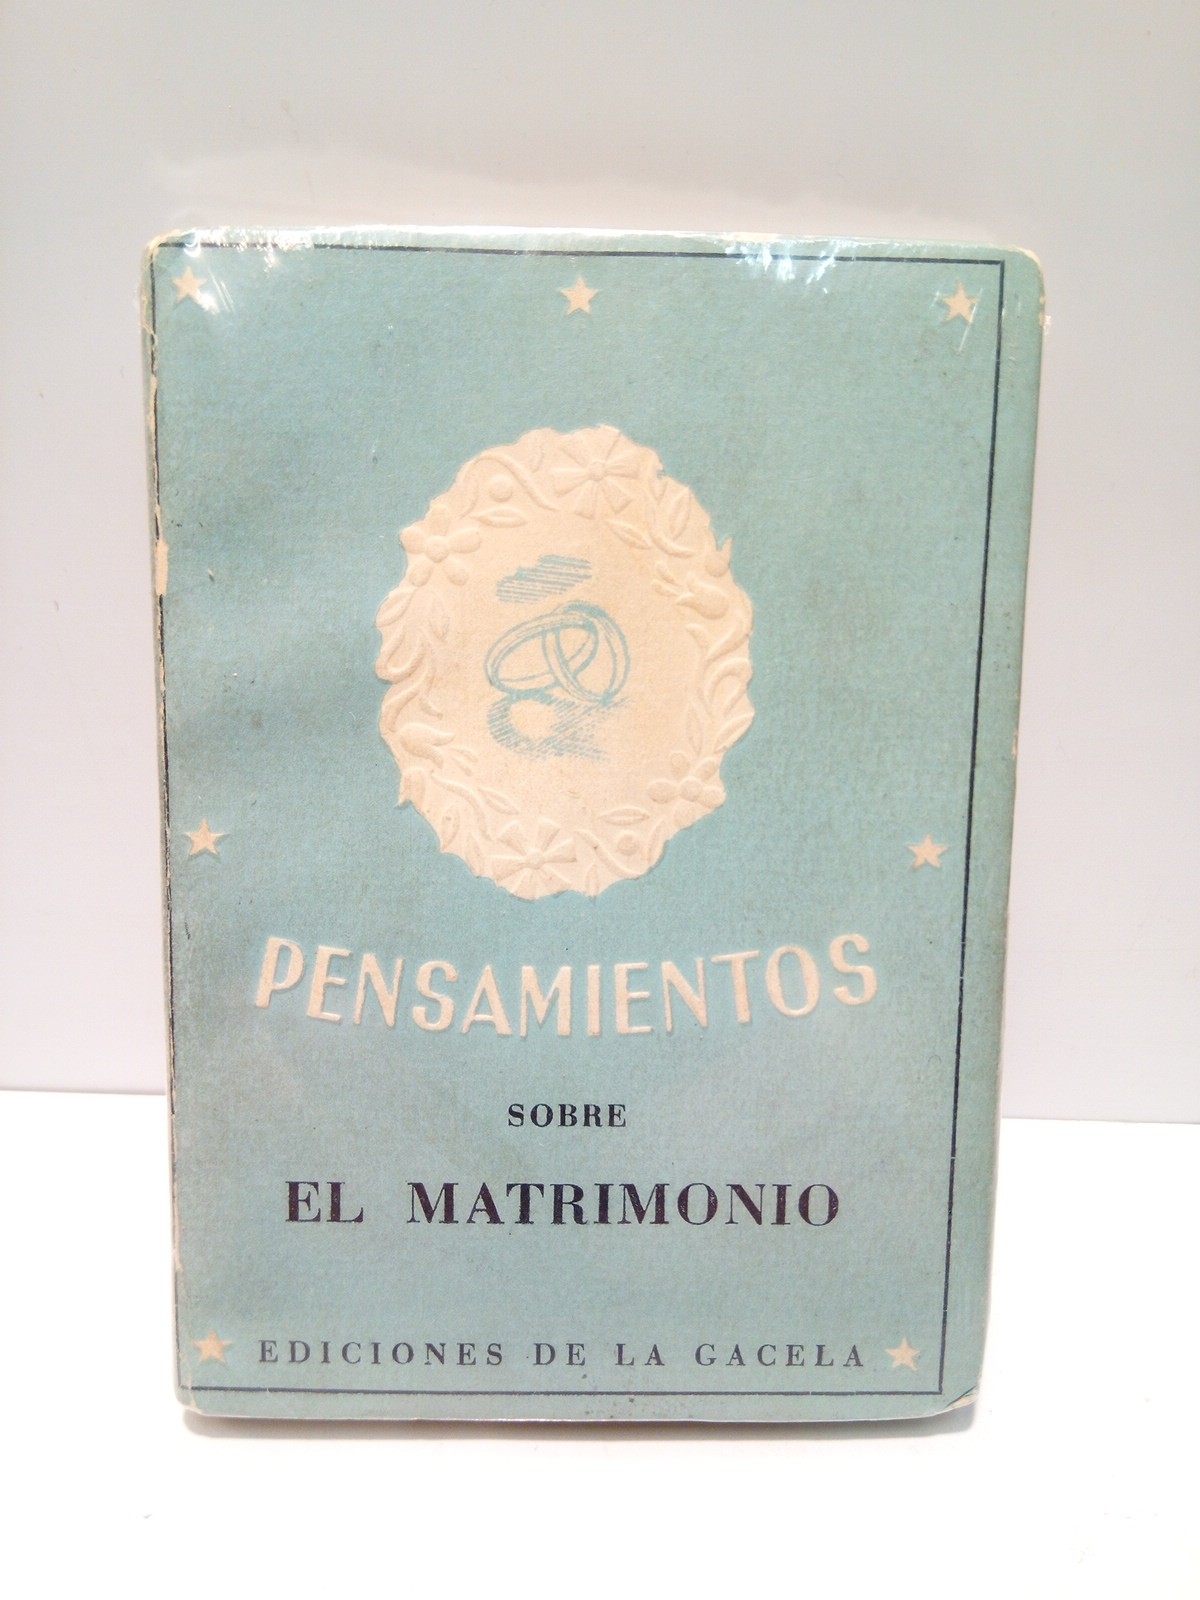 PENSAMIENTOS
SOBRE
EL MATRIMONIO
EDICIONES DE LA GACELA